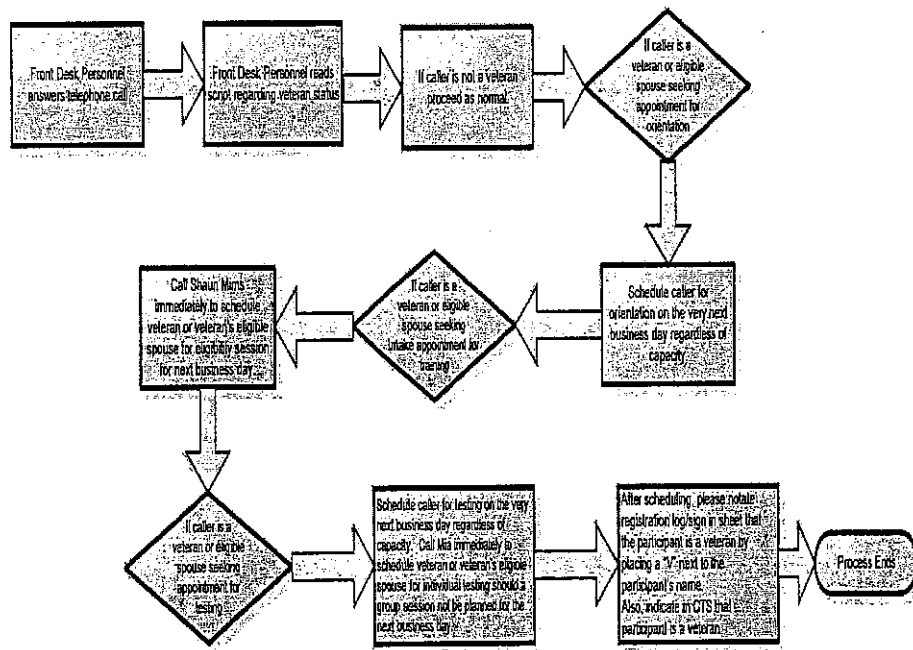 Front Desk Personnel
answers telephone call
Front Desk Personnel reads
script regarding veteran status
If caller is not a veteran
proceed as normal.
If caller is a
veteran or eligible
spouse seeking
appointment for
orientation
Schedule caller for
orientation on the very next
business day regardless of
capacity
If caller is a
veteran or eligible
spouse seeking
Intake appointment for
training
Call Shaun Mims
immediately to schedule
veteran or veteran's eligible
spouse for eligibly session
for next business day
If caller is a
veteran or eligible
spouse seeking
appointment for
testing
Schedule caller for testing on the very
next business day regardless of
capacity. Call Mia immediately to
schedule veteran or veteran's eligible
spouse for individual testing should a
group session not be planned for the
next business day
After scheduling, please notate
registration log/sign in sheet that
the participant is a veteran by
placing a "V" next to the
participant's name.
Also, indicate in CTS that
participant is a veteran.
Process Ends